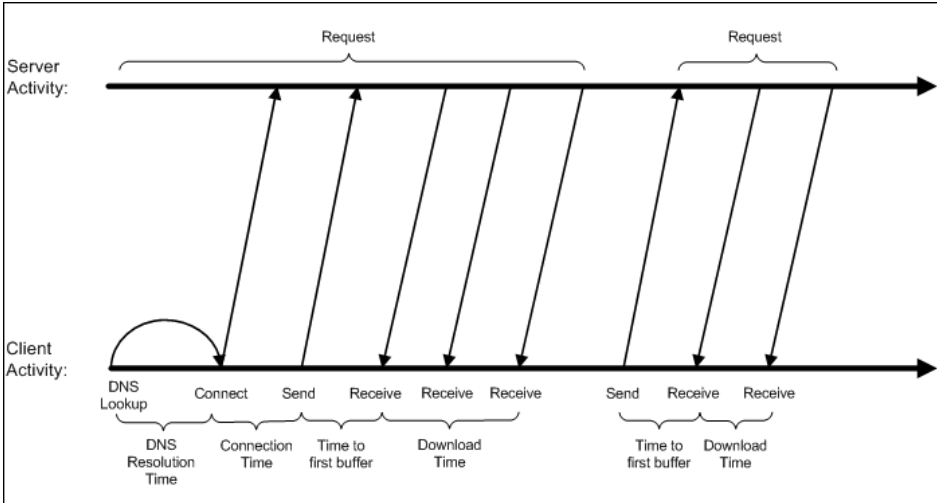 Request
Request
Server
Activity:
Client
Activity:
DNS
Lookup
Connect
Send
Receive
Receive
Receive
Send
Receive
Receive
DNS
Resolution
Time
Connection
Time
Time to
first buffer
Download
Time
Time to
first buffer
Download
Time